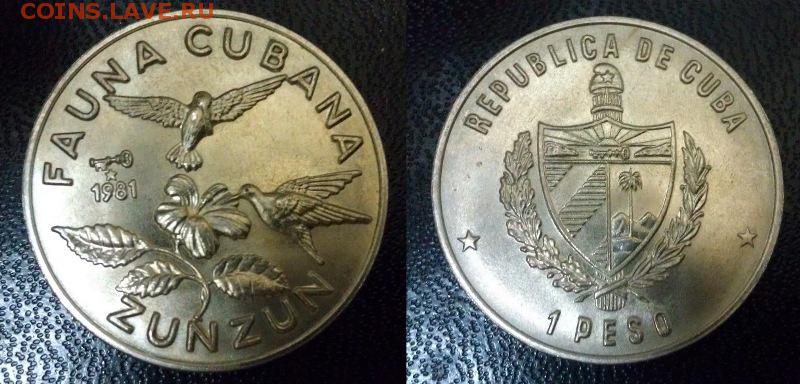 COINS.LAVE.RU
FAUNA CUBANA
1981
ZUNZUN
REPUBLICA DE CUBA
1 PESO